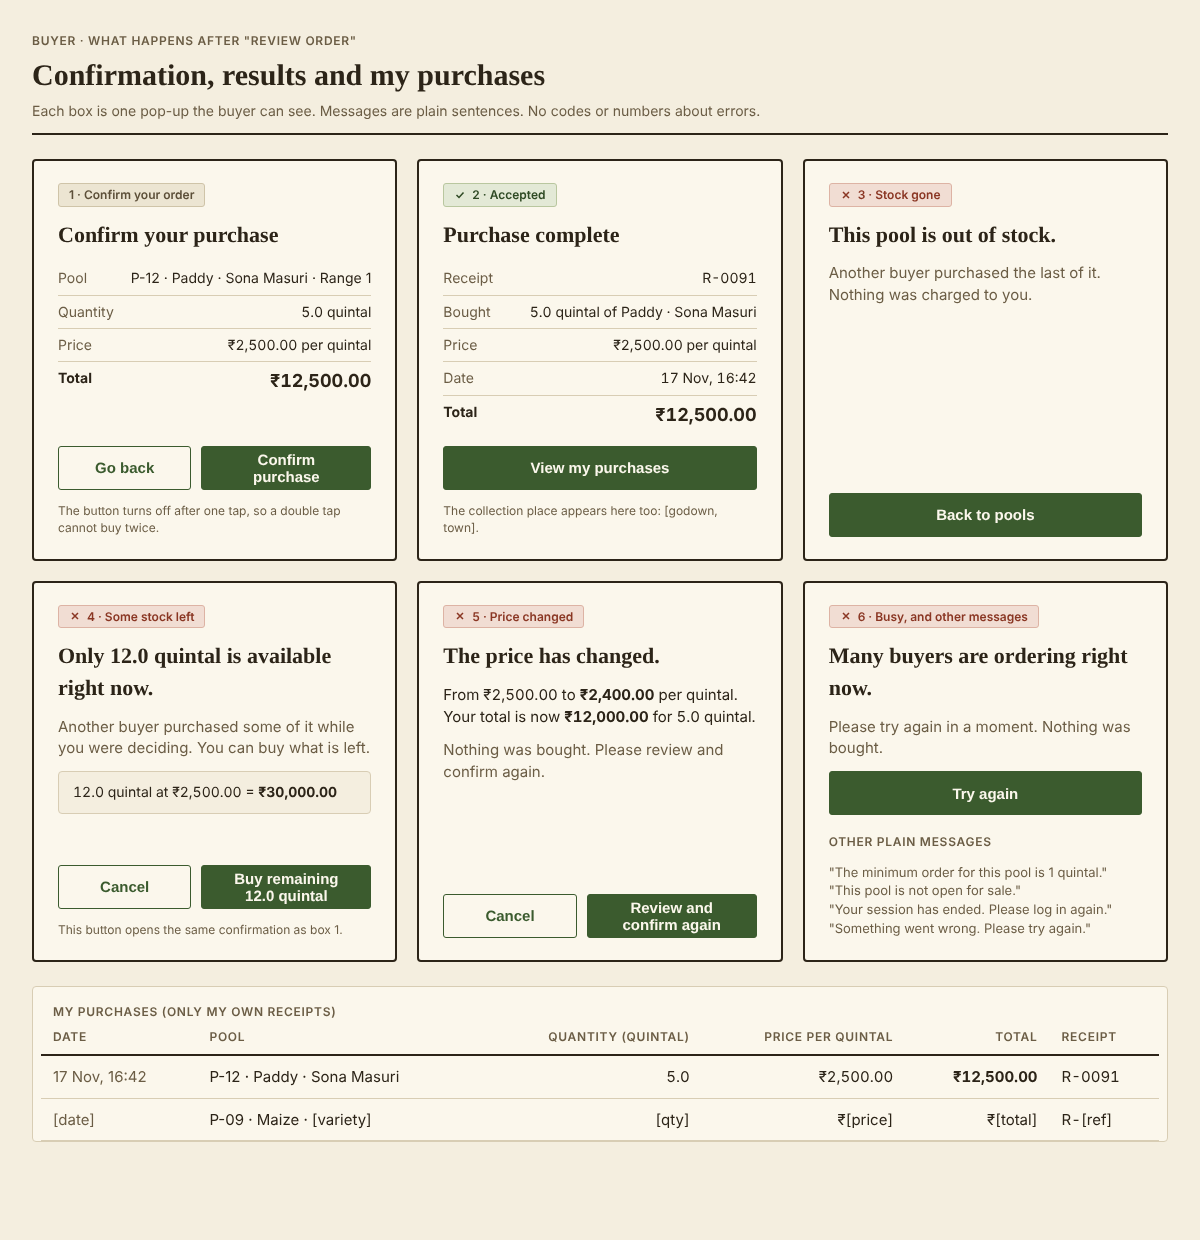 BUYER · WHAT HAPPENS AFTER "REVIEW ORDER"
Confirmation, results and my purchases
Each box is one pop-up the buyer can see. Messages are plain sentences. No codes or numbers about errors.
1 · Confirm your order
Confirm your purchase
Pool P-12 · Paddy · Sona Masuri · Range 1
Quantity 5.0 quintal
Price ₹2,500.00 per quintal
Total ₹12,500.00
Go back
Confirm
purchase
The button turns off after one tap, so a double tap
cannot buy twice.
✓ 2 · Accepted
Purchase complete
Receipt R-0091
Bought 5.0 quintal of Paddy · Sona Masuri
Price ₹2,500.00 per quintal
Date 17 Nov, 16:42
Total ₹12,500.00
View my purchases
The collection place appears here too: [godown,
town].
✕ 3 · Stock gone
This pool is out of stock.
Another buyer purchased the last of it.
Nothing was charged to you.
Back to pools
✕ 4 · Some stock left
Only 12.0 quintal is available
right now.
Another buyer purchased some of it while
you were deciding. You can buy what is left.
12.0 quintal at ₹2,500.00 = ₹30,000.00
Cancel
Buy remaining
12.0 quintal
This button opens the same confirmation as box 1.
✕ 5 · Price changed
The price has changed.
From ₹2,500.00 to ₹2,400.00 per quintal.
Your total is now ₹12,000.00 for 5.0 quintal.
Nothing was bought. Please review and
confirm again.
Cancel
Review and
confirm again
✕ 6 · Busy, and other messages
Many buyers are ordering right
now.
Please try again in a moment. Nothing was
bought.
Try again
OTHER PLAIN MESSAGES
"The minimum order for this pool is 1 quintal."
"This pool is not open for sale."
"Your session has ended. Please log in again."
"Something went wrong. Please try again."
MY PURCHASES (ONLY MY OWN RECEIPTS)
DATE POOL QUANTITY (QUINTAL) PRICE PER QUINTAL TOTAL RECEIPT
17 Nov, 16:42 P-12 · Paddy · Sona Masuri 5.0 ₹2,500.00 ₹12,500.00 R-0091
[date] P-09 · Maize · [variety] [qty] ₹[price] ₹[total] R-[ref]